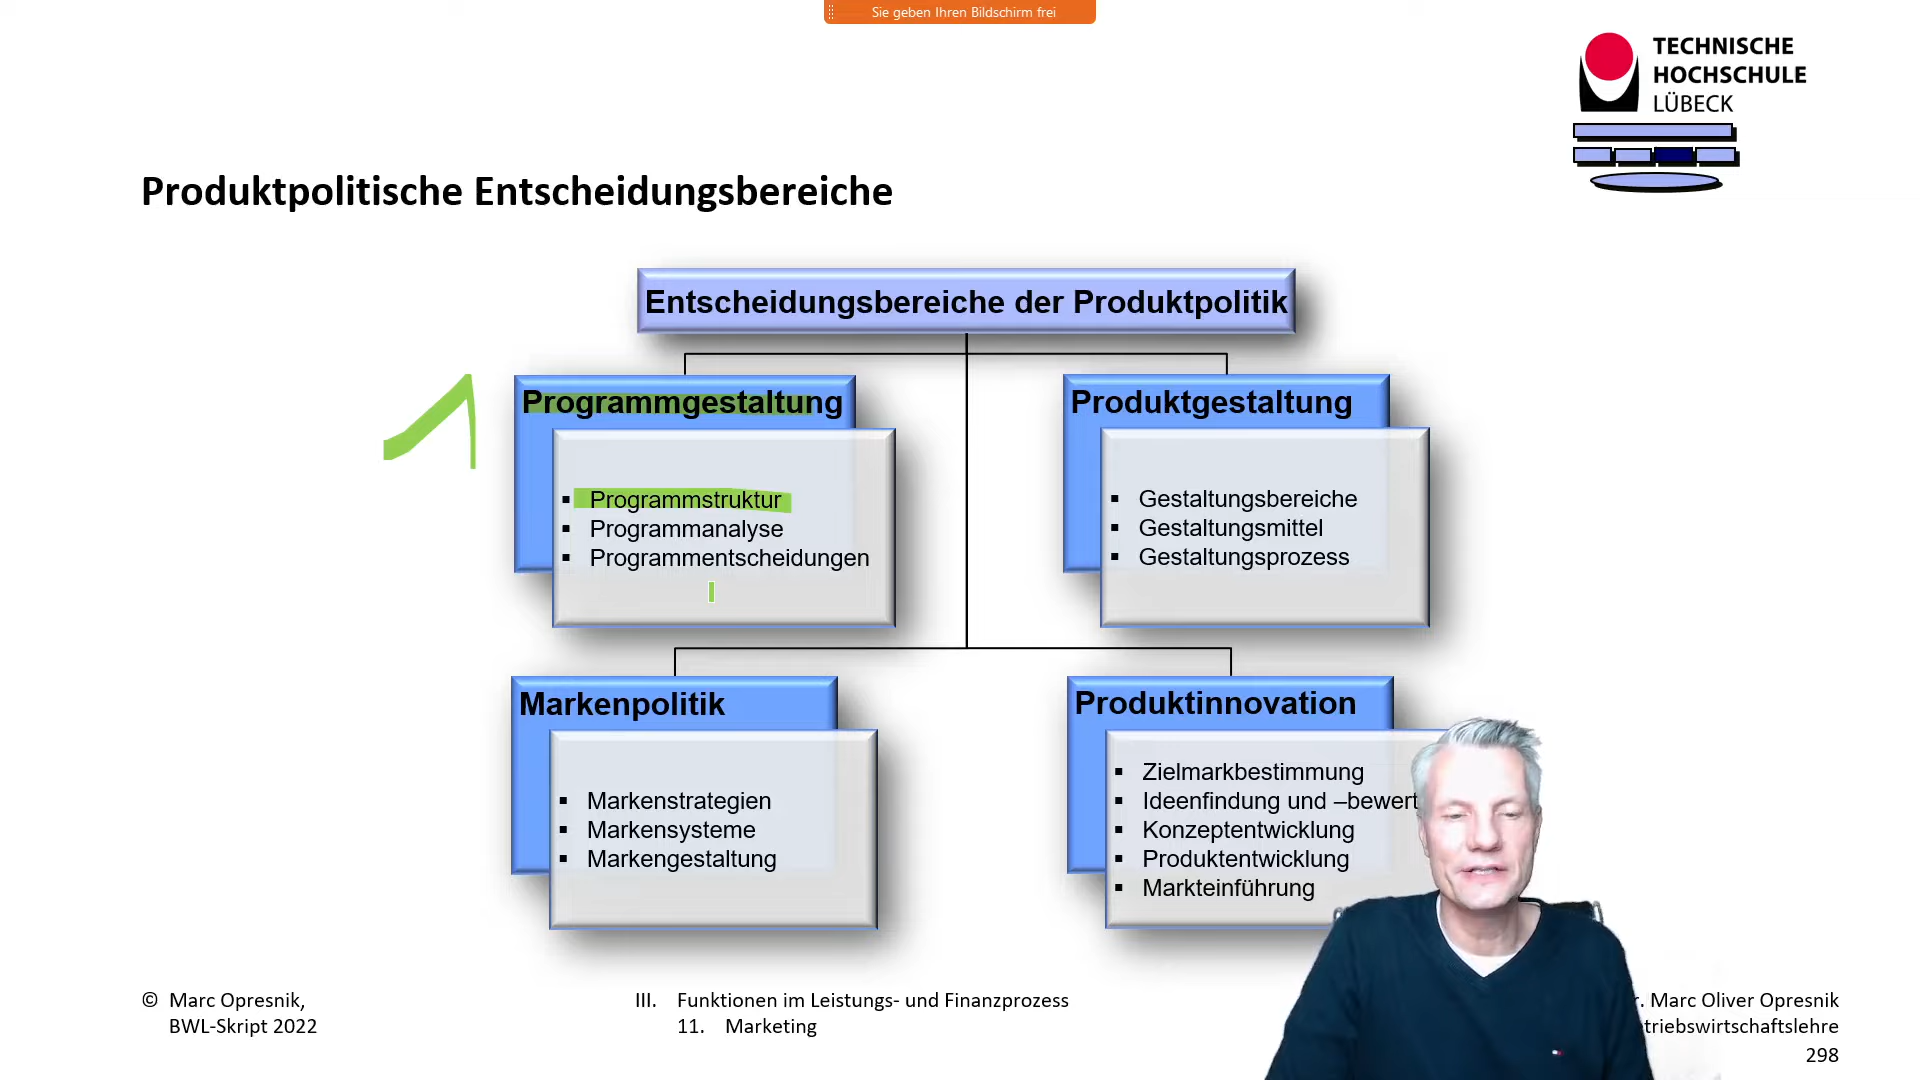 Sie geben Ihren Bildschirm frei
TECHNISCHE
HOCHSCHULE
LÜBECK
Produktpolitische Entscheidungsbereiche
Entscheidungsbereiche der Produktpolitik
Programmgestaltung
▪ Programmstruktur
▪ Programmanalyse
▪ Programmentscheidungen
Produktgestaltung
▪ Gestaltungsbereiche
▪ Gestaltungsmittel
▪ Gestaltungsprozess
Markenpolitik
▪ Markenstrategien
▪ Markensysteme
▪ Markengestaltung
Produktinnovation
▪ Zielmarkbestimmung
▪ Ideenfindung und –bewert
▪ Konzeptentwicklung
▪ Produktentwicklung
▪ Markteinführung
© Marc Opresnik,
BWL-Skript 2022
III. Funktionen im Leistungs- und Finanzprozess
11. Marketing
r. Marc Oliver Opresnik
triebswirtschaftslehre
298